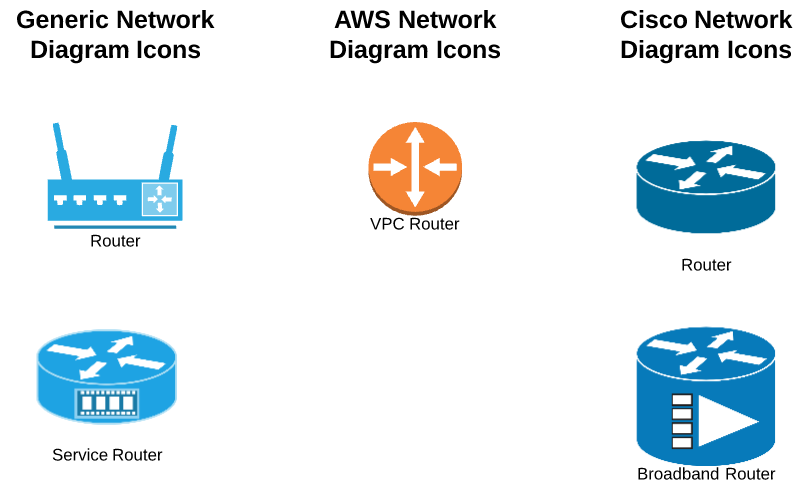 Generic Network
Diagram Icons
AWS Network
Diagram Icons
Cisco Network
Diagram Icons
Router
VPC Router
Router
Service Router
Broadband Router